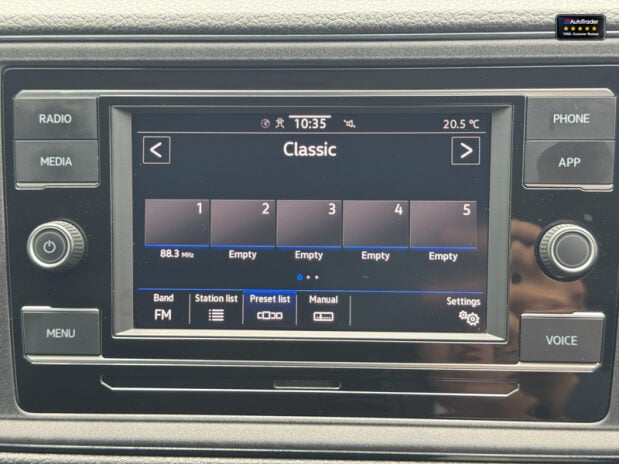 AutoTrader
RADIO
MEDIA
MENU
PHONE
APP
VOICE
10:35
20.5 °C
<
Classic
>
1
2
3
4
5
88.3 MHz
Empty
Empty
Empty
Empty
Band
FM
Station list
Preset list
Manual
Settings